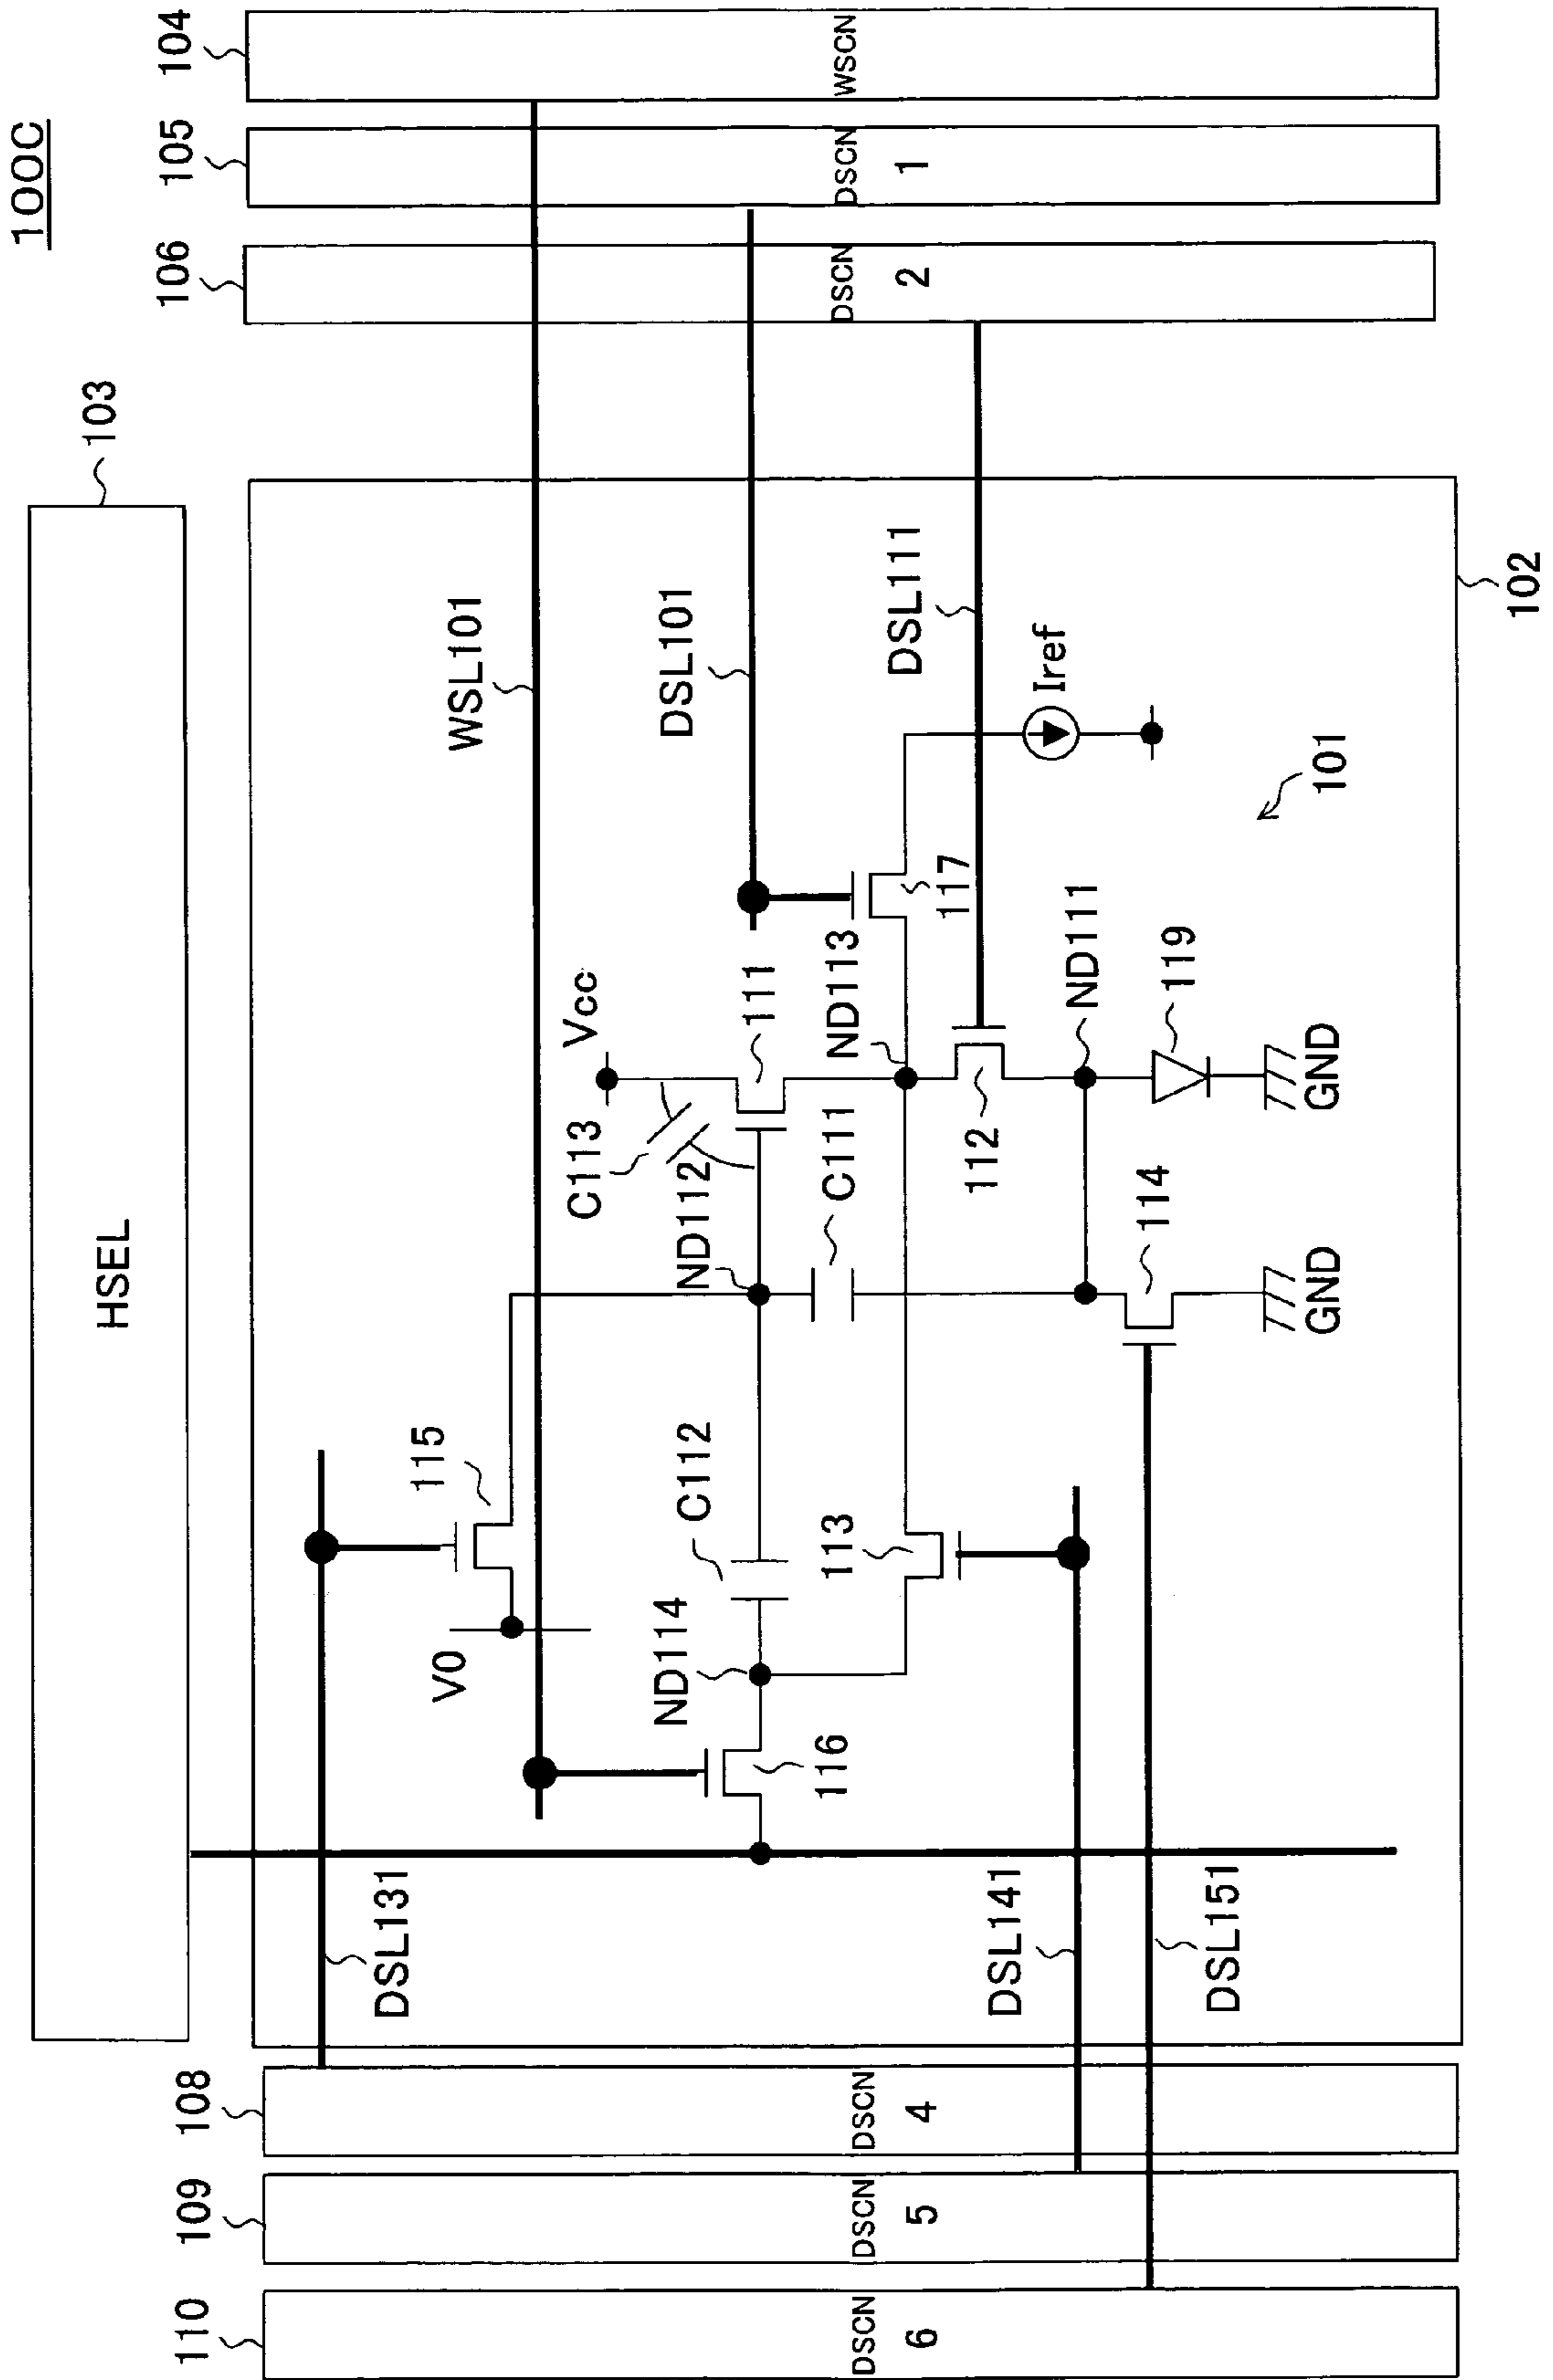 100C
103
HSEL
110
109
108
106
105
104
DSL131
115
WSL101
V0
C113
Vcc
DSL101
ND114
C112
ND112
111
ND113
DSL111
116
113
C111
117
Iref
DSCN
6
DSCN
5
DSCN
4
DSCN
2
DSCN
1
WSCN
112
ND111
DSL141
114
119
101
DSL151
GND
GND
102